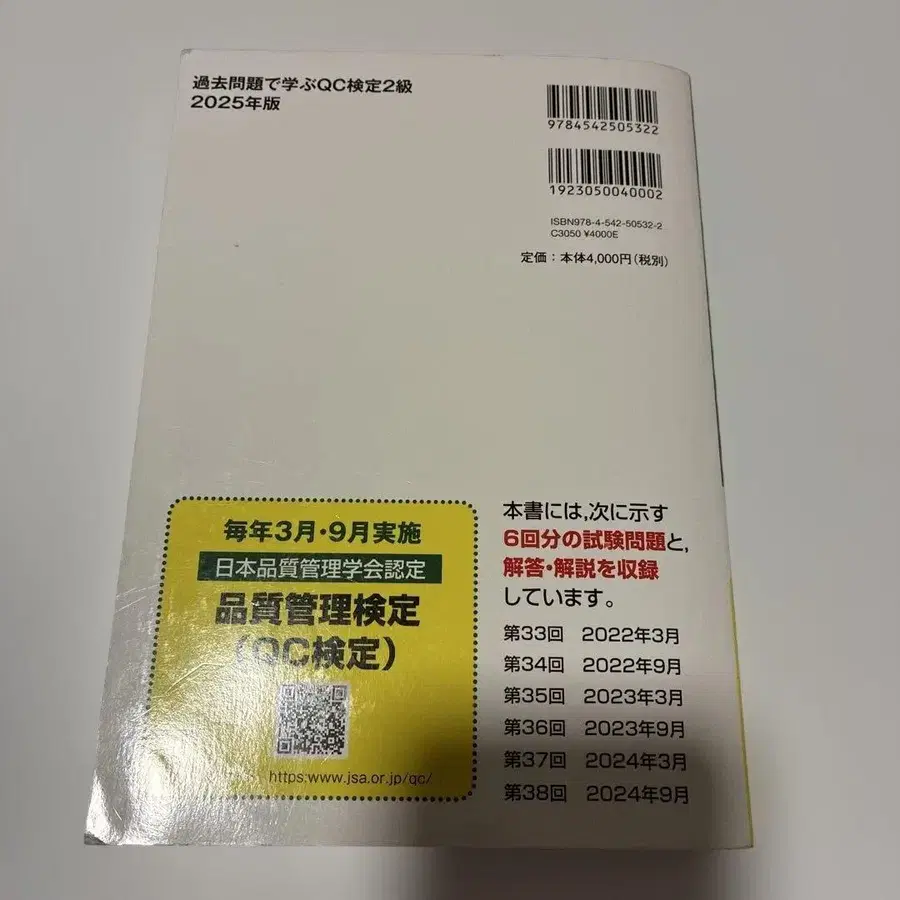 過去問題で学ぶQC検定2級
2025年版
9784542505322
1923050040002
ISBN978-4-542-50532-2
C3050 ¥4000E
定価:本体4,000円(税別)
毎年3月・9月実施
日本品質管理学会認定
品質管理検定
(QC検定)
https:www.jsa.or.jp/qc/
本書には,次に示す
6回分の試験問題と,
解答・解説を収録
しています。
第33回 2022年3月
第34回 2022年9月
第35回 2023年3月
第36回 2023年9月
第37回 2024年3月
第38回 2024年9月